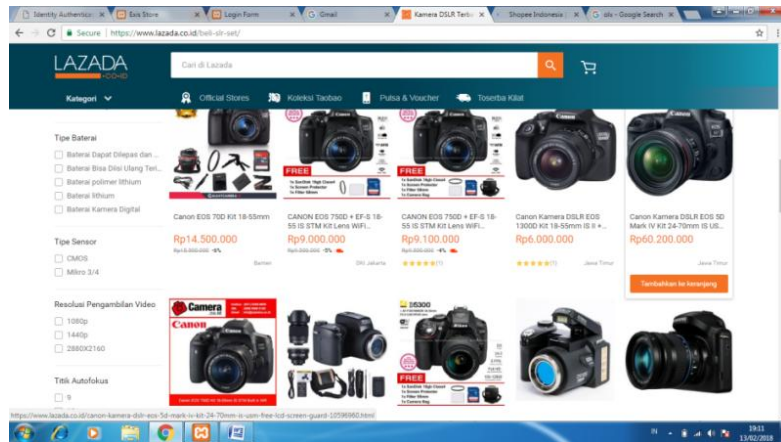 Identity Authentica
Exis Store
Login Form
Gmail
Kamera DSLR Terba
Shopee Indonesia |
olx - Google Search
Secure | https://www.lazada.co.id/beli-slr-set/
LAZADA
.CO.ID
Cari di Lazada
Kategori
Official Stores
Koleksi Taobao
Pulsa & Voucher
Toserba Kilat
Tipe Baterai
Baterai Dapat Dilepas dan ...
Baterai Bisa Diisi Ulang Teri...
Baterai polimer lithium
Baterai lithium
Baterai Kamera Digital
Tipe Sensor
CMOS
Mikro 3/4
Resolusi Pengambilan Video
1080p
1440p
2880X2160
Titik Autofokus
9
FREE
FREE
Canon EOS 70D Kit 18-55mm
Rp14.500.000
Banten
CANON EOS 750D + EF-S 18-
55 IS STM Kit Lens WiFi...
Rp9.000.000
DKI Jakarta
CANON EOS 750D + EF-S 18-
55 IS STM Kit Lens WiFi...
Rp9.100.000
(1)
Canon Kamera DSLR EOS
1300D Kit 18-55mm IS II +...
Rp6.000.000
(1)
Jawa Timur
Canon Kamera DSLR EOS 5D
Mark IV Kit 24-70mm IS US...
Rp60.200.000
Jawa Timur
Tambahkan ke keranjang
Camera
Canon
D5300
FREE
https://www.lazada.co.id/canon-kamera-dslr-eos-5d-mark-iv-kit-24-70mm-is-usm-free-lcd-screen-guard-10596960.html
IN
19:11
13/02/2018